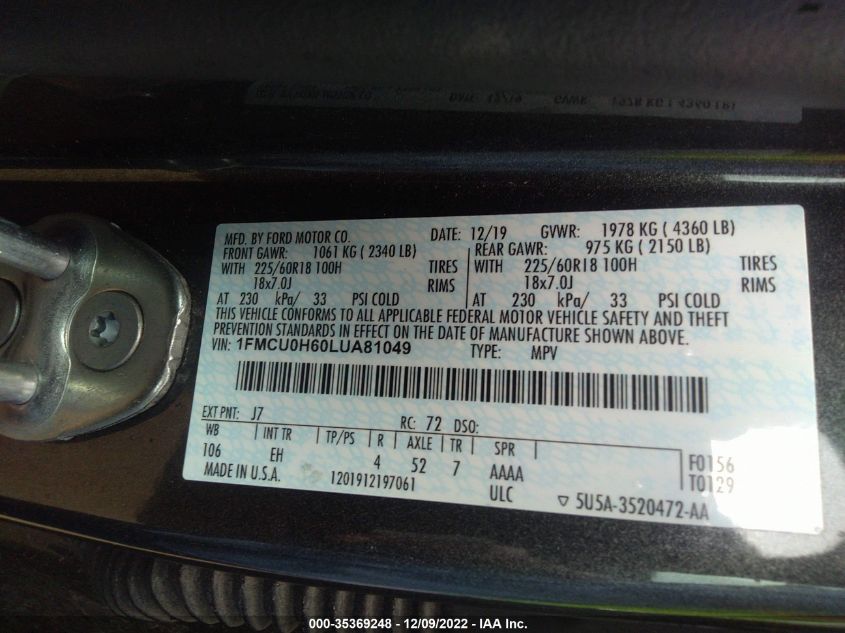 MFD. BY FORD MOTOR CO. DATE: 12/19 GVWR: 1978 KG ( 4360 LB)
FRONT GAWR: 1061 KG ( 2340 LB) REAR GAWR: 975 KG ( 2150 LB)
WITH 225/60R18 100H TIRES WITH 225/60R18 100H TIRES
18x7.0J RIMS 18x7.0J RIMS
AT 230 kPa/ 33 PSI COLD AT 230 kPa/ 33 PSI COLD
THIS VEHICLE CONFORMS TO ALL APPLICABLE FEDERAL MOTOR VEHICLE SAFETY AND THEFT
PREVENTION STANDARDS IN EFFECT ON THE DATE OF MANUFACTURE SHOWN ABOVE.
VIN: 1FMCU0H60LUA81049 TYPE: MPV
EXT PNT: J7 RC: 72 DSO:
WB INT TR TP/PS R AXLE TR SPR
106 EH 4 52 7 AAAA F0156
MADE IN U.S.A. 1201912197061 ULC T0129
▽ 5U5A-3520472-AA
000-35369248 - 12/09/2022 - IAA Inc.